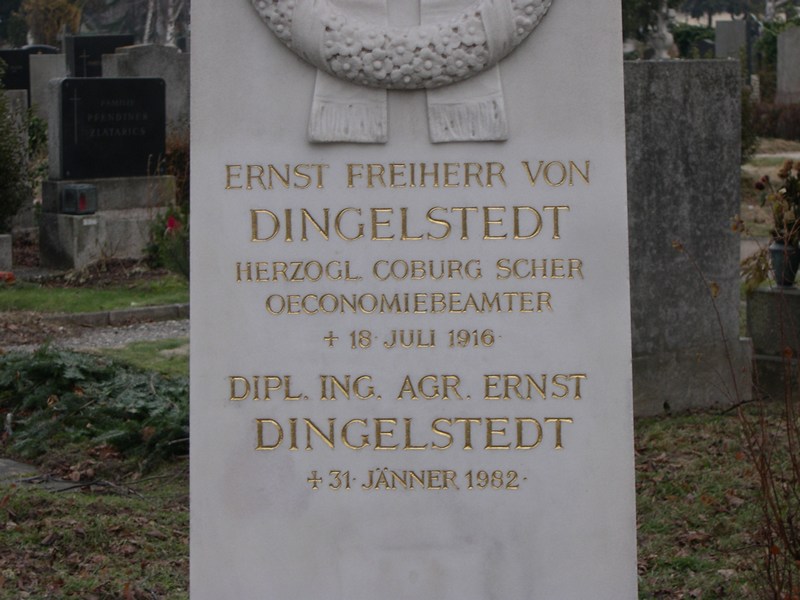 ERNST FREIHERR VON
DINGELSTEDT
HERZOGL. COBURG SCHER
OECONOMIEBEAMTER
+ 18· JULI 1916·
DIPL. ING. AGR. ERNST
DINGELSTEDT
+ 31· JÄNNER 1982·